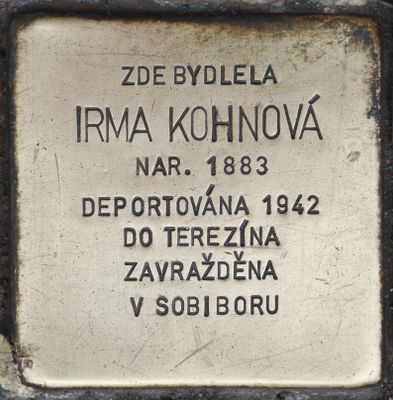 ZDE BYDLELA
IRMA KOHNOVÁ
NAR. 1883
DEPORTOVÁNA 1942
DO TEREZÍNA
ZAVRAŽDĚNA
V SOBIBORU